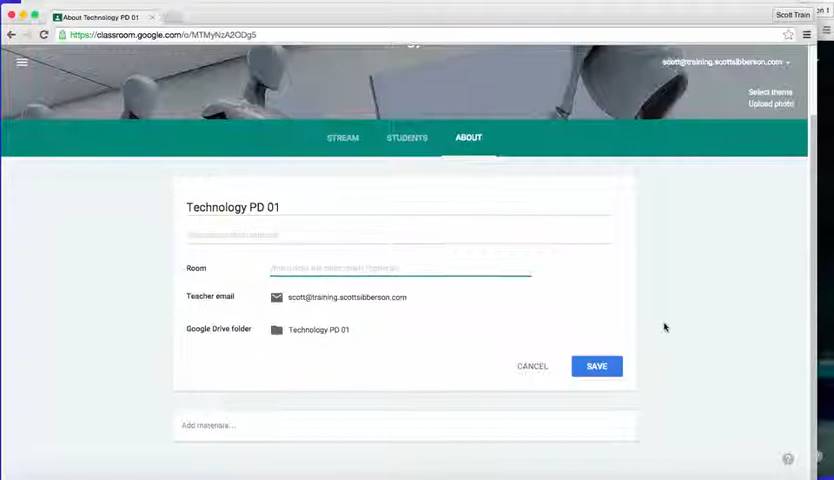 About Technology PD 01
Scott Train
on 1
https://classroom.google.com/o/MTMyNzA2ODg5
scott@training.scottsibberson.com
Select theme
Upload photo
STREAM
STUDENTS
ABOUT
Technology PD 01
Room
Teacher email
scott@training.scottsibberson.com
Google Drive folder
Technology PD 01
CANCEL
SAVE
Add materials...